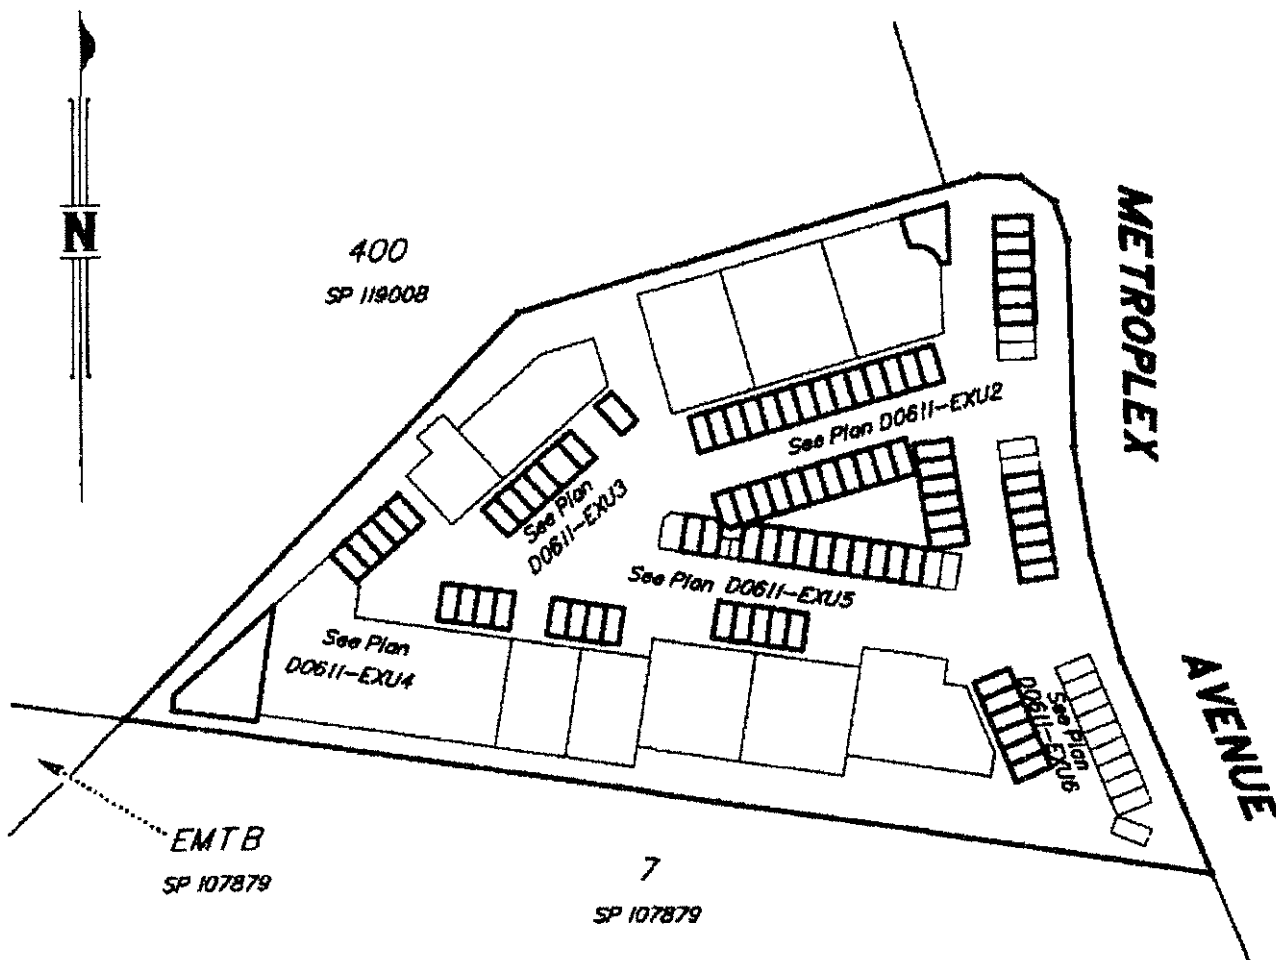 N
400
SP 119008
METROPLEX
AVENUE
See Plan D0611-EXU2
See Plan
D0611-EXU3
See Plan D0611-EXU5
See Plan
D0611-EXU4
See Plan
D0611-EXU6
EMTB
SP 107879
7
SP 107879